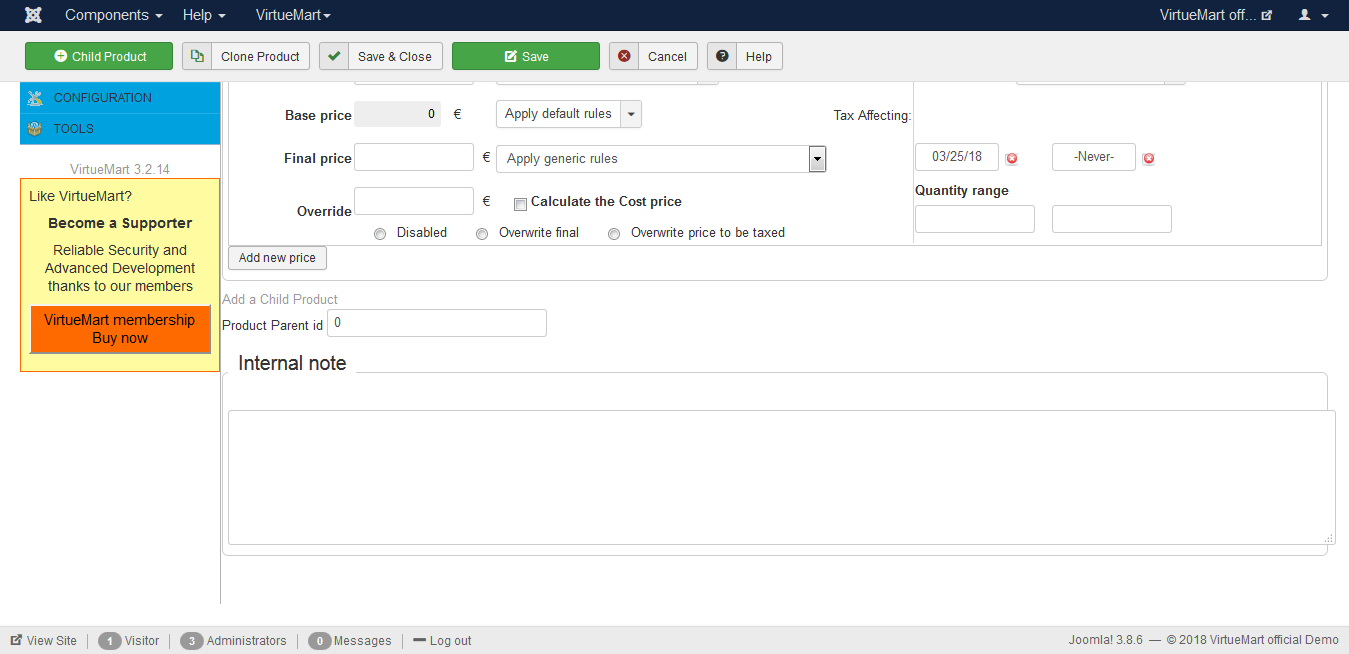 Components Help VirtueMart VirtueMart off...
Child Product Clone Product Save & Close Save Cancel Help
CONFIGURATION
TOOLS
VirtueMart 3.2.14
Like VirtueMart?
Become a Supporter
Reliable Security and
Advanced Development
thanks to our members
VirtueMart membership
Buy now
Base price 0 € Apply default rules Tax Affecting:
Final price € Apply generic rules 03/25/18 -Never-
Quantity range
Override € Calculate the Cost price
Disabled Overwrite final Overwrite price to be taxed
Add new price
Add a Child Product
Product Parent id 0
Internal note
View Site 1 Visitor 3 Administrators 0 Messages Log out Joomla! 3.8.6 — © 2018 VirtueMart official Demo